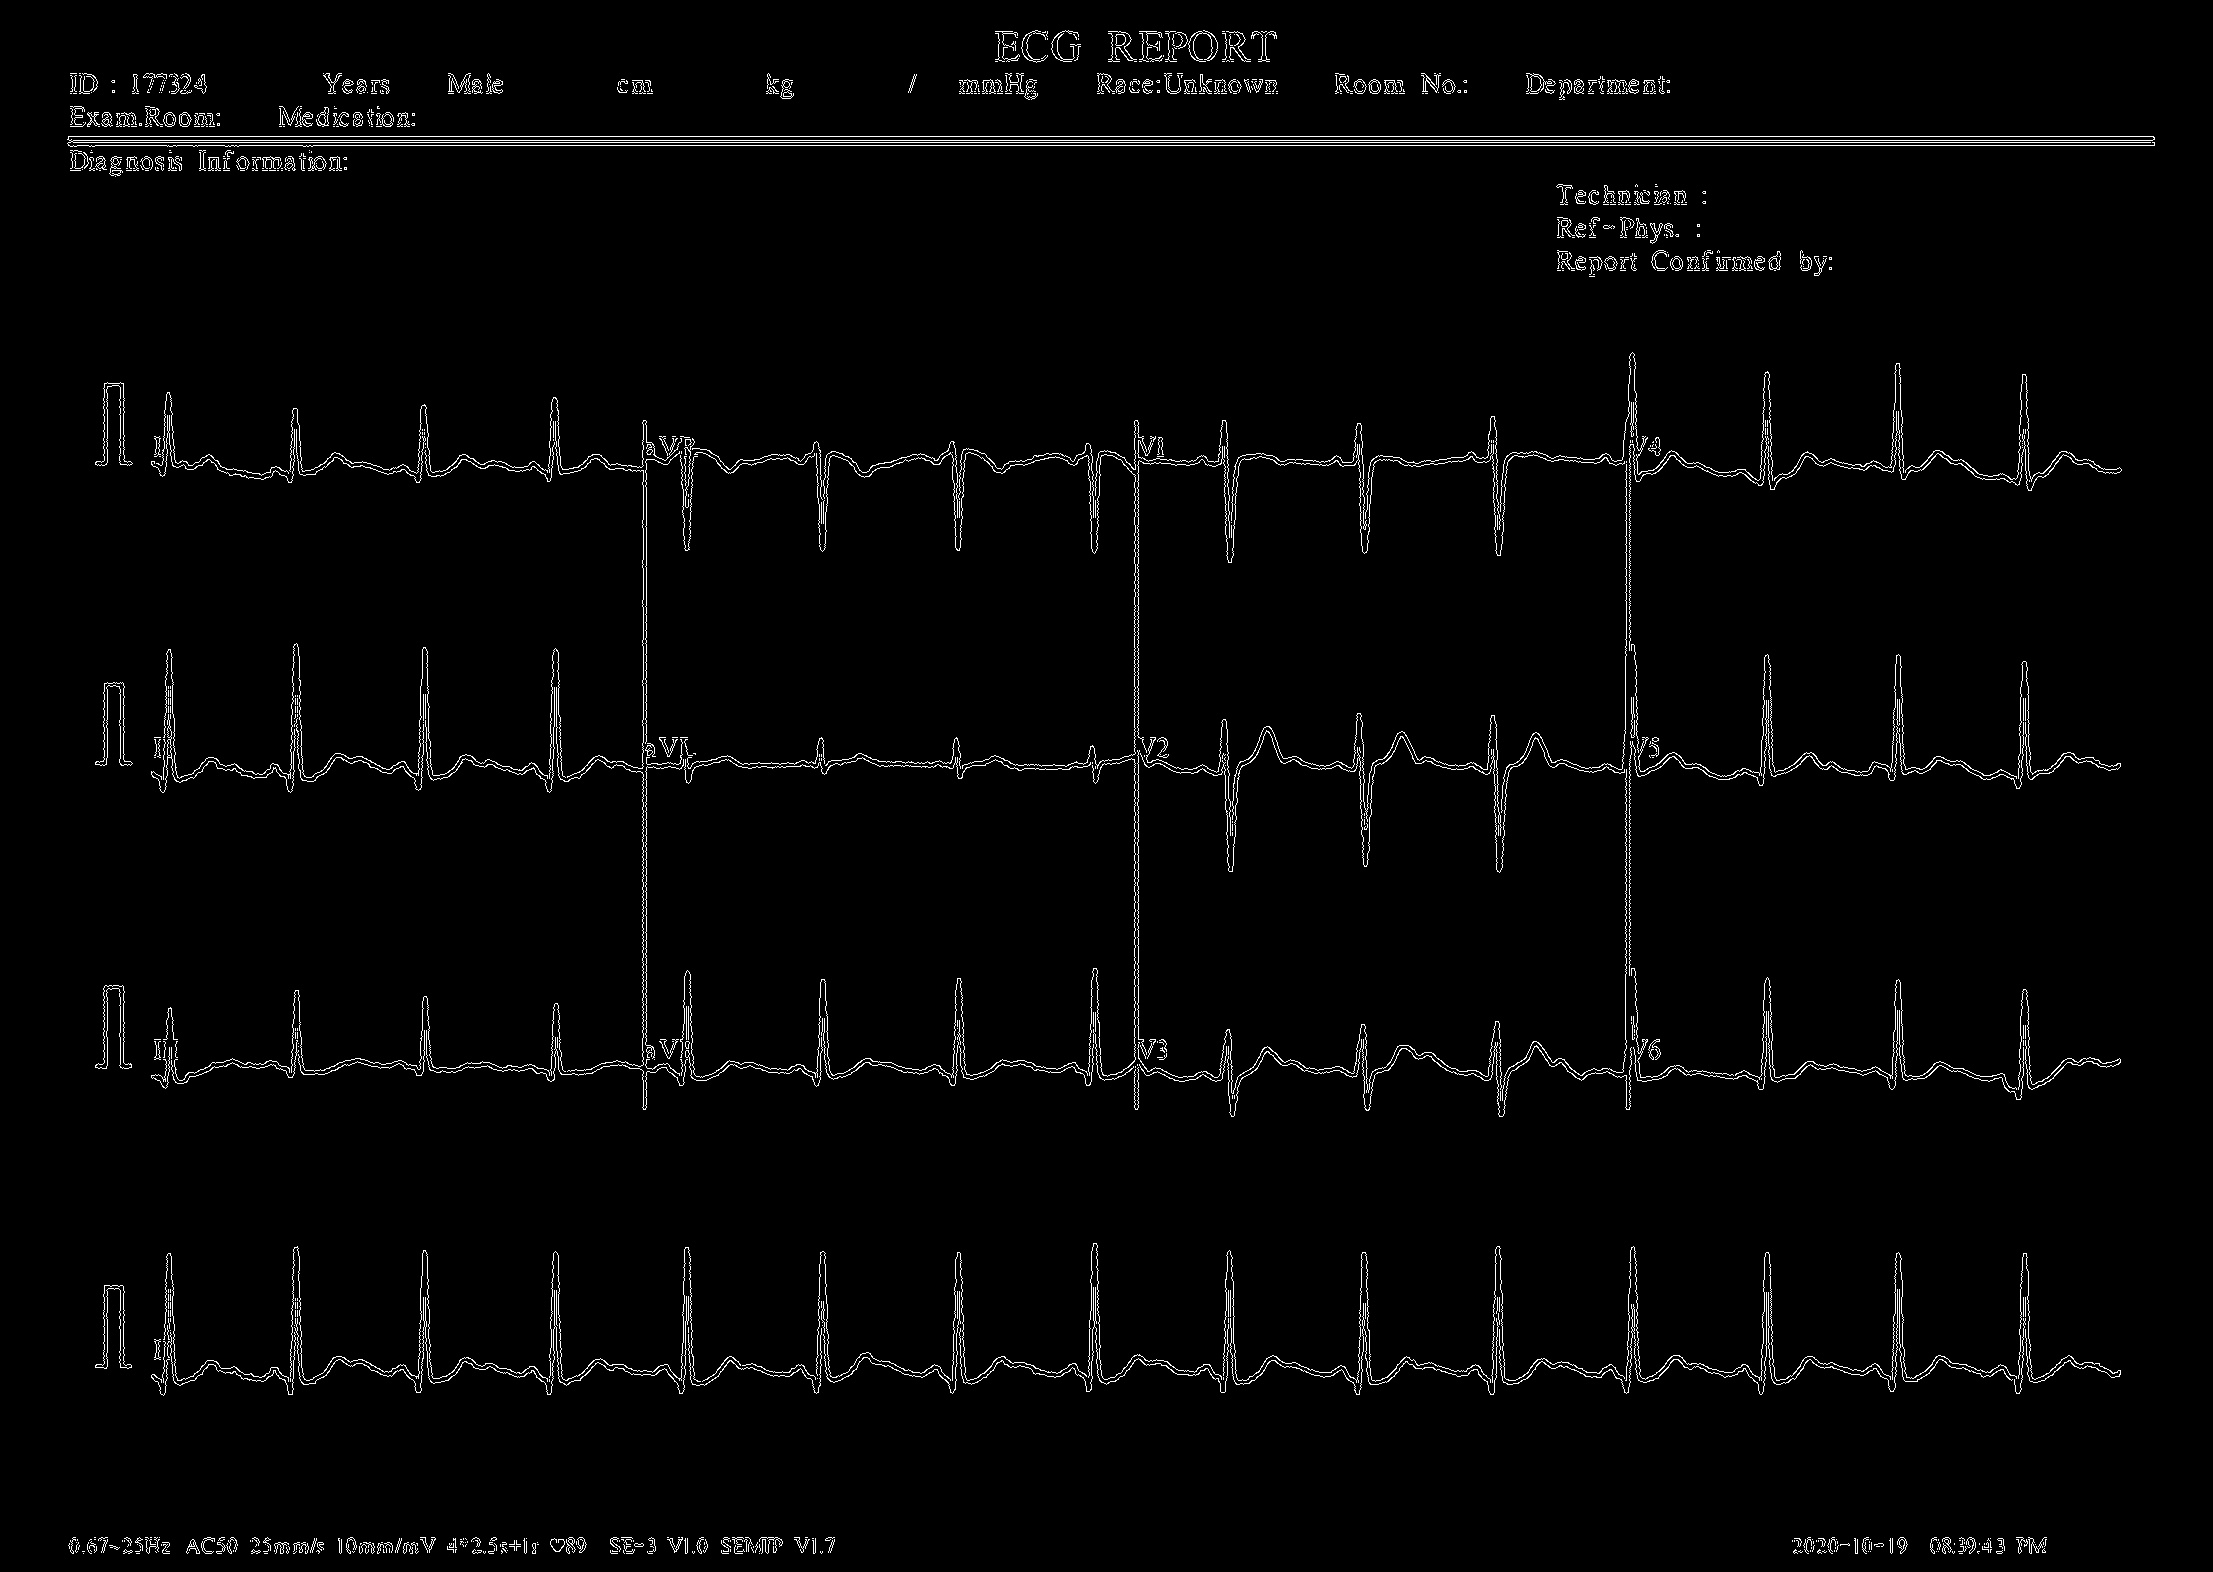 ECG REPORT
ID : 177324 Years Male cm kg / mmHg Race:Unknown Room No.: Department:
Exam.Room: Medication:
Diagnosis Information:
Technician :
Ref-Phys. :
Report Confirmed by:
I aVR V1 V4
II aVL V2 V5
III aVF V3 V6
II
0.67~25Hz AC50 25mm/s 10mm/mV 4*2.5s+1r ♡89 SE-3 V1.0 SEMIP V1.7 2020-10-19 08:39:43 PM